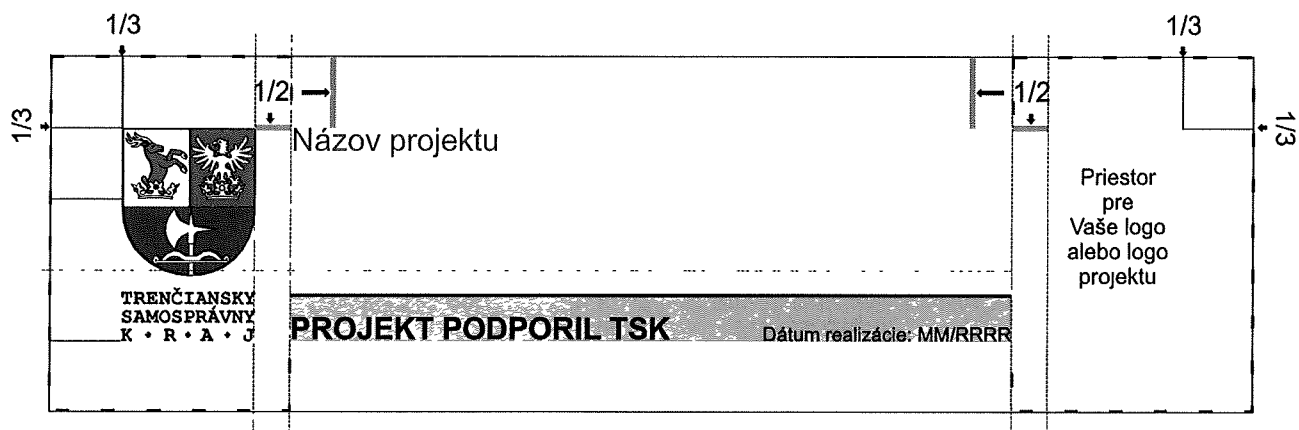 1/3
1/3
1/2
1/2
1/3
1/3
Názov projektu
Priestor
pre
Vaše logo
alebo logo
projektu
TRENČIANSKY
SAMOSPRÁVNY
K • R • A • J
PROJEKT PODPORIL TSK
Dátum realizácie: MM/RRRR